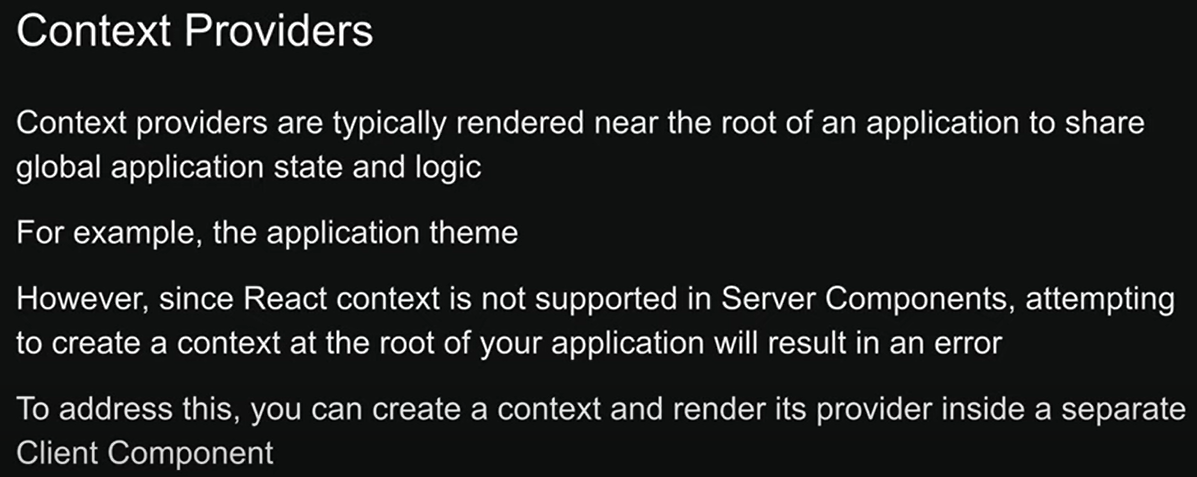 Context Providers
Context providers are typically rendered near the root of an application to share
global application state and logic
For example, the application theme
However, since React context is not supported in Server Components, attempting
to create a context at the root of your application will result in an error
To address this, you can create a context and render its provider inside a separate
Client Component